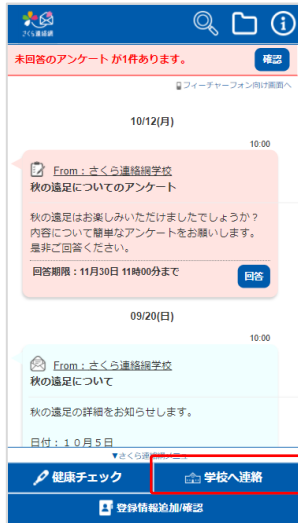 さくら連絡網
未回答のアンケート が1件あります。 確認
フィーチャーフォン向け画面へ
10/12(月)
10:00
From：さくら連絡網学校
秋の遠足についてのアンケート
秋の遠足はお楽しみいただけましたでしょうか？
内容について簡単なアンケートをお願いします。
是非ご回答ください。
回答期限：11月30日 11時00分まで 回答
09/20(日)
10:00
From：さくら連絡網学校
秋の遠足について
秋の遠足の詳細をお知らせします。
日付：１０月５日
▼さくら連絡網メニュー
健康チェック 学校へ連絡
登録情報追加/確認